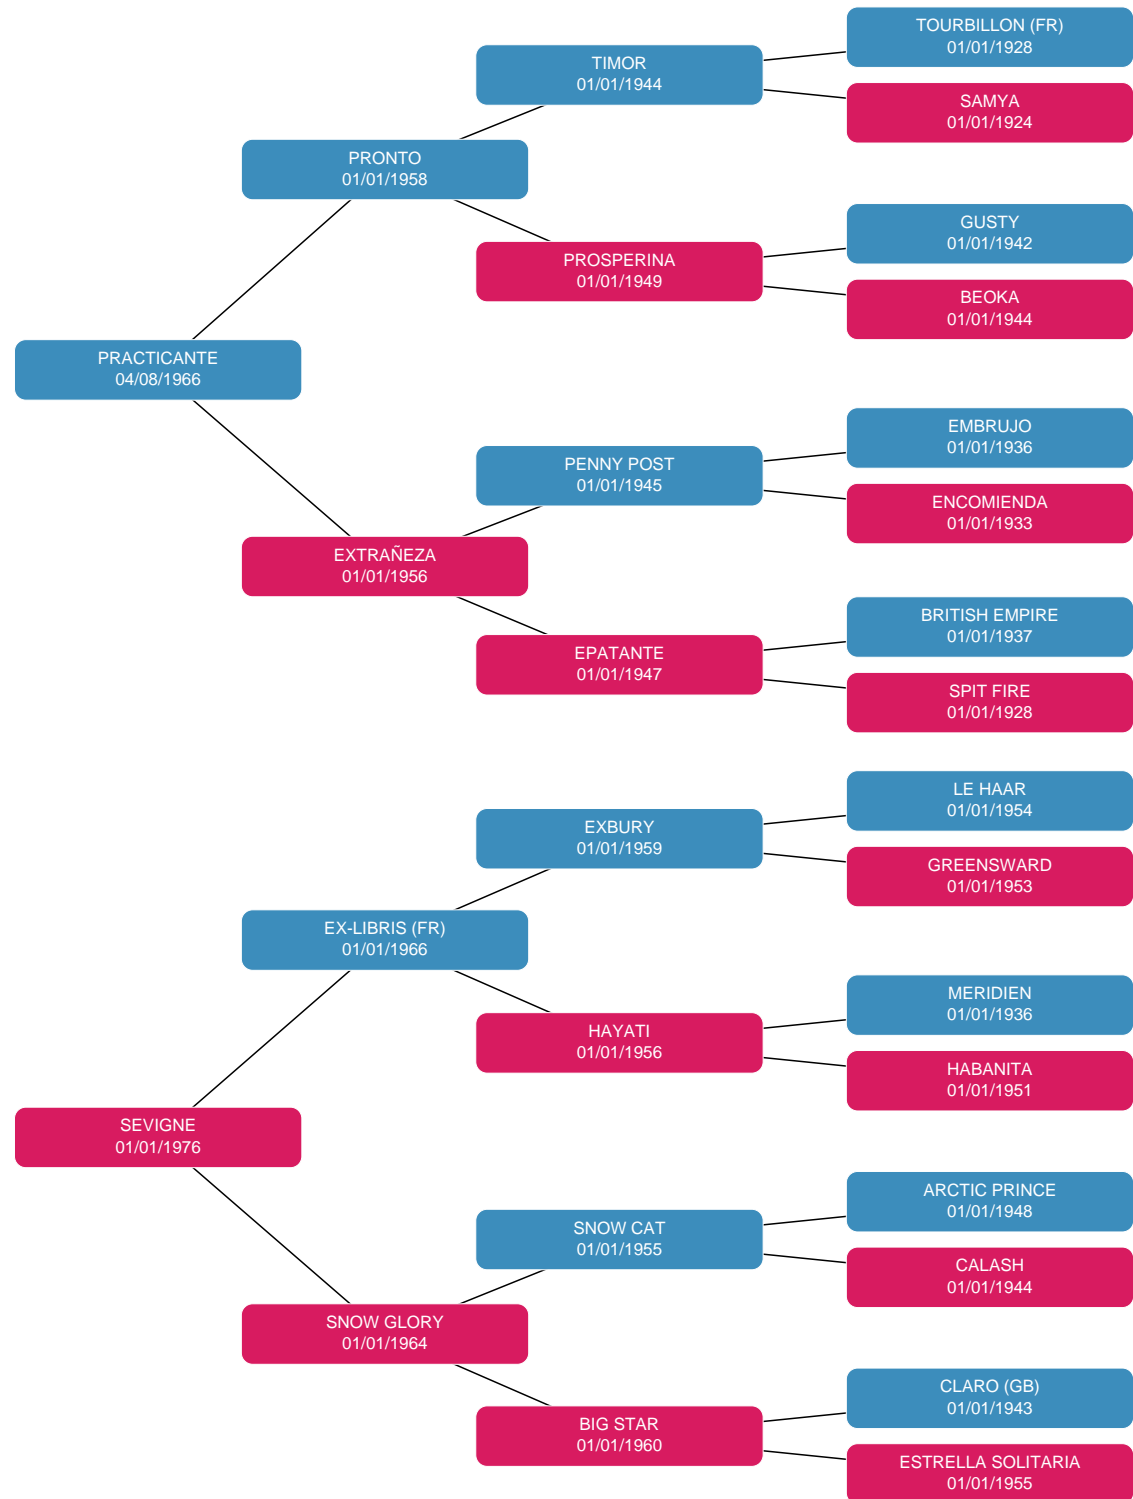 TOURBILLON (FR)
01/01/1928
TIMOR
01/01/1944
SAMYA
01/01/1924
PRONTO
01/01/1958
GUSTY
01/01/1942
PROSPERINA
01/01/1949
BEOKA
01/01/1944
PRACTICANTE
04/08/1966
EMBRUJO
01/01/1936
PENNY POST
01/01/1945
ENCOMIENDA
01/01/1933
EXTRAÑEZA
01/01/1956
BRITISH EMPIRE
01/01/1937
EPATANTE
01/01/1947
SPIT FIRE
01/01/1928
LE HAAR
01/01/1954
EXBURY
01/01/1959
GREENSWARD
01/01/1953
EX-LIBRIS (FR)
01/01/1966
MERIDIEN
01/01/1936
HAYATI
01/01/1956
HABANITA
01/01/1951
SEVIGNE
01/01/1976
ARCTIC PRINCE
01/01/1948
SNOW CAT
01/01/1955
CALASH
01/01/1944
SNOW GLORY
01/01/1964
CLARO (GB)
01/01/1943
BIG STAR
01/01/1960
ESTRELLA SOLITARIA
01/01/1955